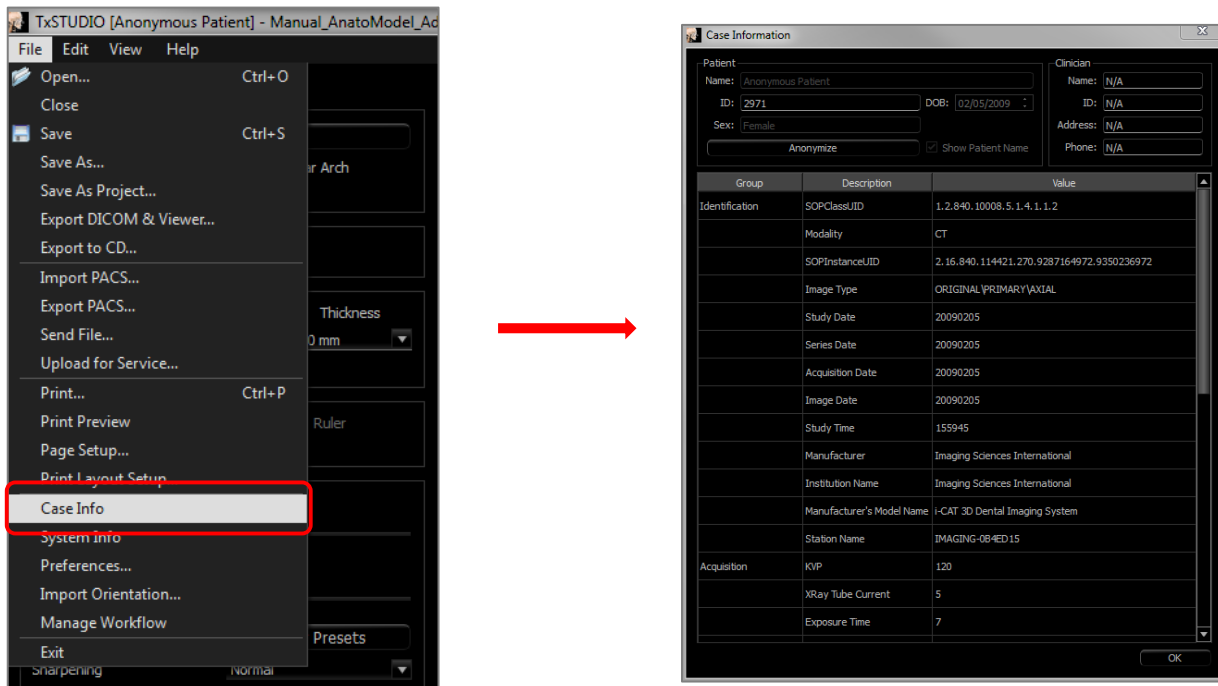 TxSTUDIO [Anonymous Patient] - Manual_AnatoModel_Ad
File Edit View Help
Open... Ctrl+O
Close
Save Ctrl+S
Save As...
ar Arch
Save As Project...
Export DICOM & Viewer...
Export to CD...
Import PACS...
Export PACS...
Thickness
Send File...
0 mm
Upload for Service...
Print... Ctrl+P
Print Preview
Ruler
Page Setup...
Print Layout Setup
Case Info
System Info
Preferences...
Import Orientation...
Manage Workflow
Presets
Exit
Sharpening Normal
Case Information
Patient
Name: Anonymous Patient
ID: 2971 DOB: 02/05/2009
Sex: Female
Anonymize Show Patient Name
Clinician
Name: N/A
ID: N/A
Address: N/A
Phone: N/A
Group Description Value
Identification SOPClassUID 1.2.840.10008.5.1.4.1.1.2
Modality CT
SOPInstanceUID 2.16.840.114421.270.9287164972.9350236972
Image Type ORIGINAL\PRIMARY\AXIAL
Study Date 20090205
Series Date 20090205
Acquisition Date 20090205
Image Date 20090205
Study Time 155945
Manufacturer Imaging Sciences International
Institution Name Imaging Sciences International
Manufacturer's Model Name i-CAT 3D Dental Imaging System
Station Name IMAGING-0B4ED15
Acquisition KVP 120
XRay Tube Current 5
Exposure Time 7
OK